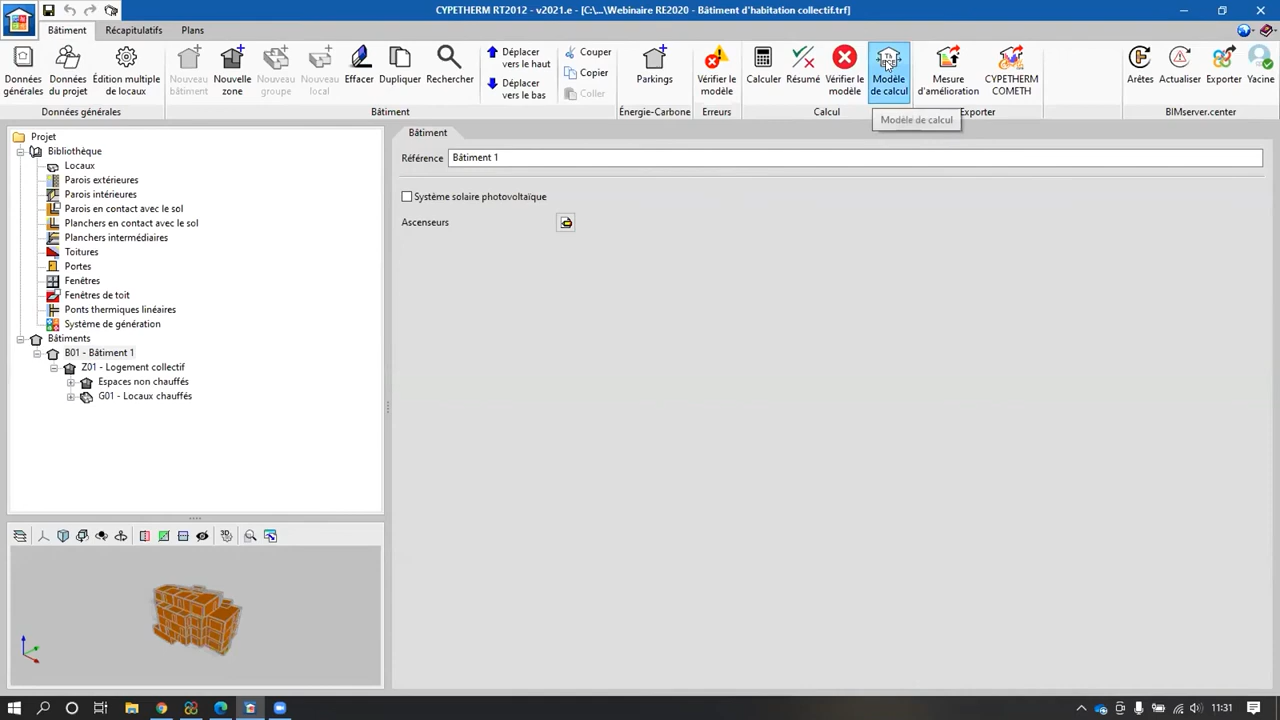 CYPETHERM RT2012 - v2021.e - [C:\...\Webinaire RE2020 - Bâtiment d'habitation collectif.trf]
Bâtiment
Récapitulatifs
Plans
Données générales
Données du projet
Édition multiple de locaux
Nouveau bâtiment
Nouvelle zone
Nouveau groupe
Nouveau local
Effacer
Dupliquer
Rechercher
Déplacer vers le haut
Déplacer vers le bas
Couper
Copier
Coller
Parkings
Vérifier le modèle
Calculer
Résumé
Vérifier le modèle
Modèle de calcul
Mesure d'amélioration
CYPETHERM COMETH
Arêtes
Actualiser
Exporter
Yacine
Données générales
Bâtiment
Énergie-Carbone
Erreurs
Calcul
Exporter
BIMserver.center
Modèle de calcul
Projet
Bibliothèque
Locaux
Parois extérieures
Parois intérieures
Parois en contact avec le sol
Planchers en contact avec le sol
Planchers intermédiaires
Toitures
Portes
Fenêtres
Fenêtres de toit
Ponts thermiques linéaires
Système de génération
Bâtiments
B01 - Bâtiment 1
Z01 - Logement collectif
Espaces non chauffés
G01 - Locaux chauffés
Bâtiment
Référence
Bâtiment 1
Système solaire photovoltaïque
Ascenseurs
11:31